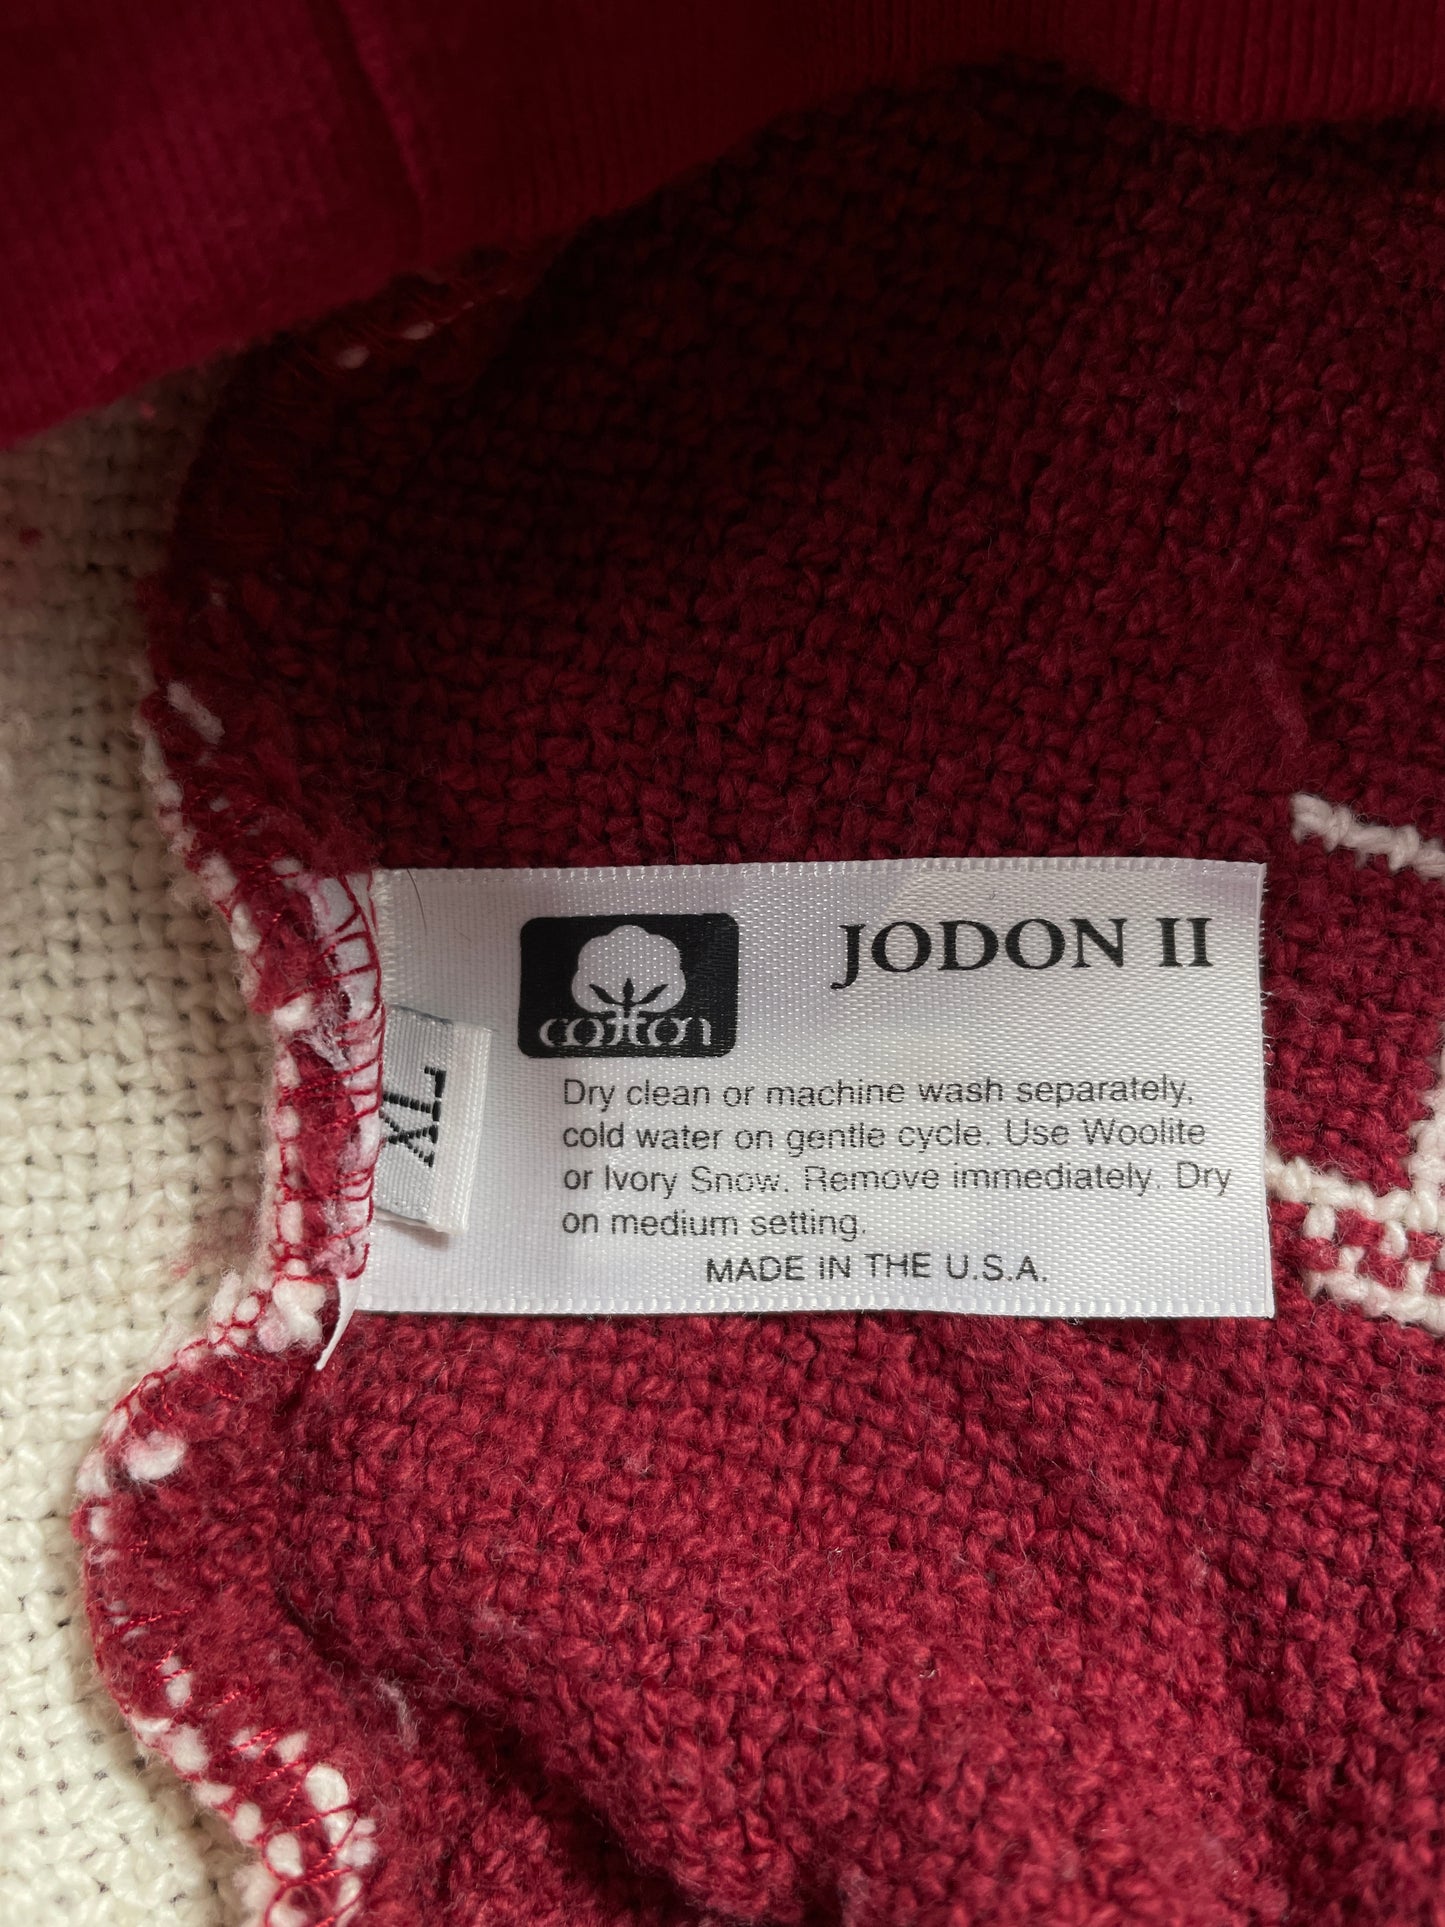 JODON II
cotton
XL
Dry clean or machine wash separately,
cold water on gentle cycle. Use Woolite
or Ivory Snow. Remove immediately. Dry
on medium setting.
MADE IN THE U.S.A.